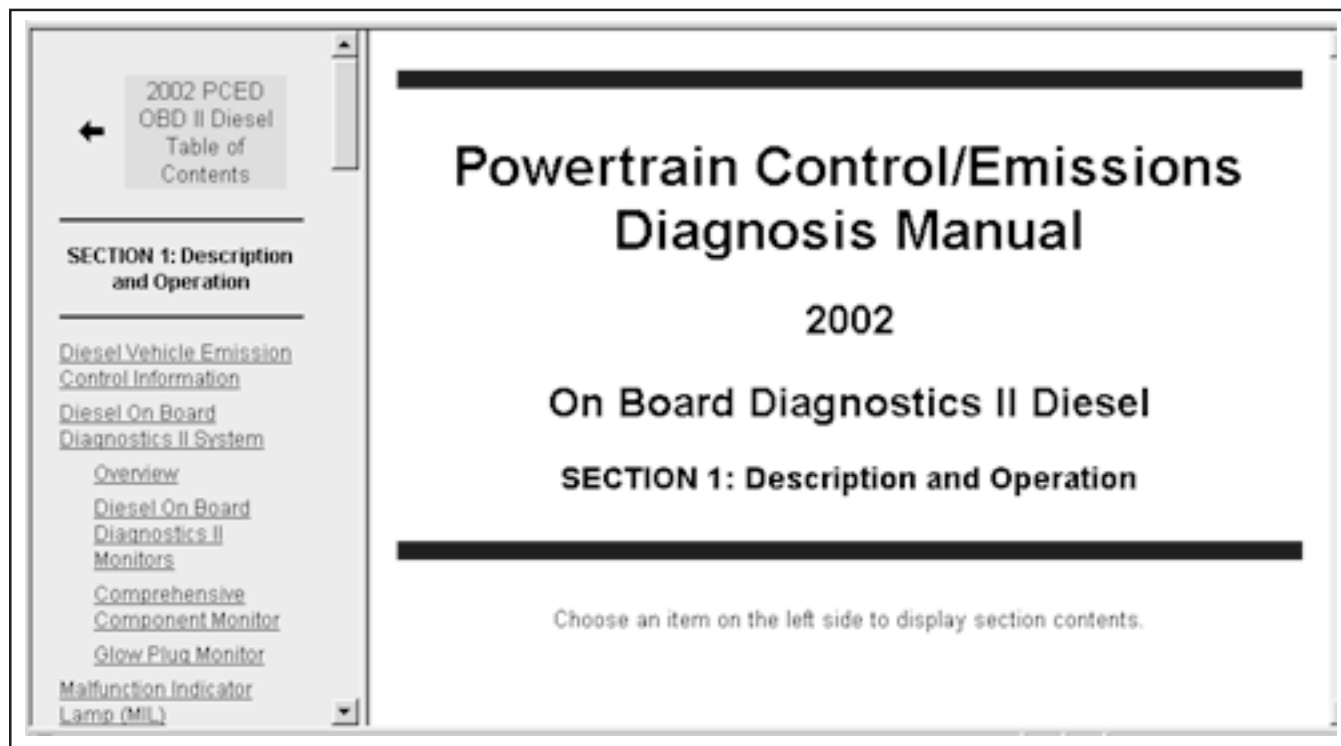 2002 PCED
OBD II Diesel
Table of
Contents
SECTION 1: Description
and Operation
Diesel Vehicle Emission
Control Information
Diesel On Board
Diagnostics II System
Overview
Diesel On Board
Diagnostics II
Monitors
Comprehensive
Component Monitor
Glow Plug Monitor
Malfunction Indicator
Lamp (MIL)
Powertrain Control/Emissions
Diagnosis Manual
2002
On Board Diagnostics II Diesel
SECTION 1: Description and Operation
Choose an item on the left side to display section contents.